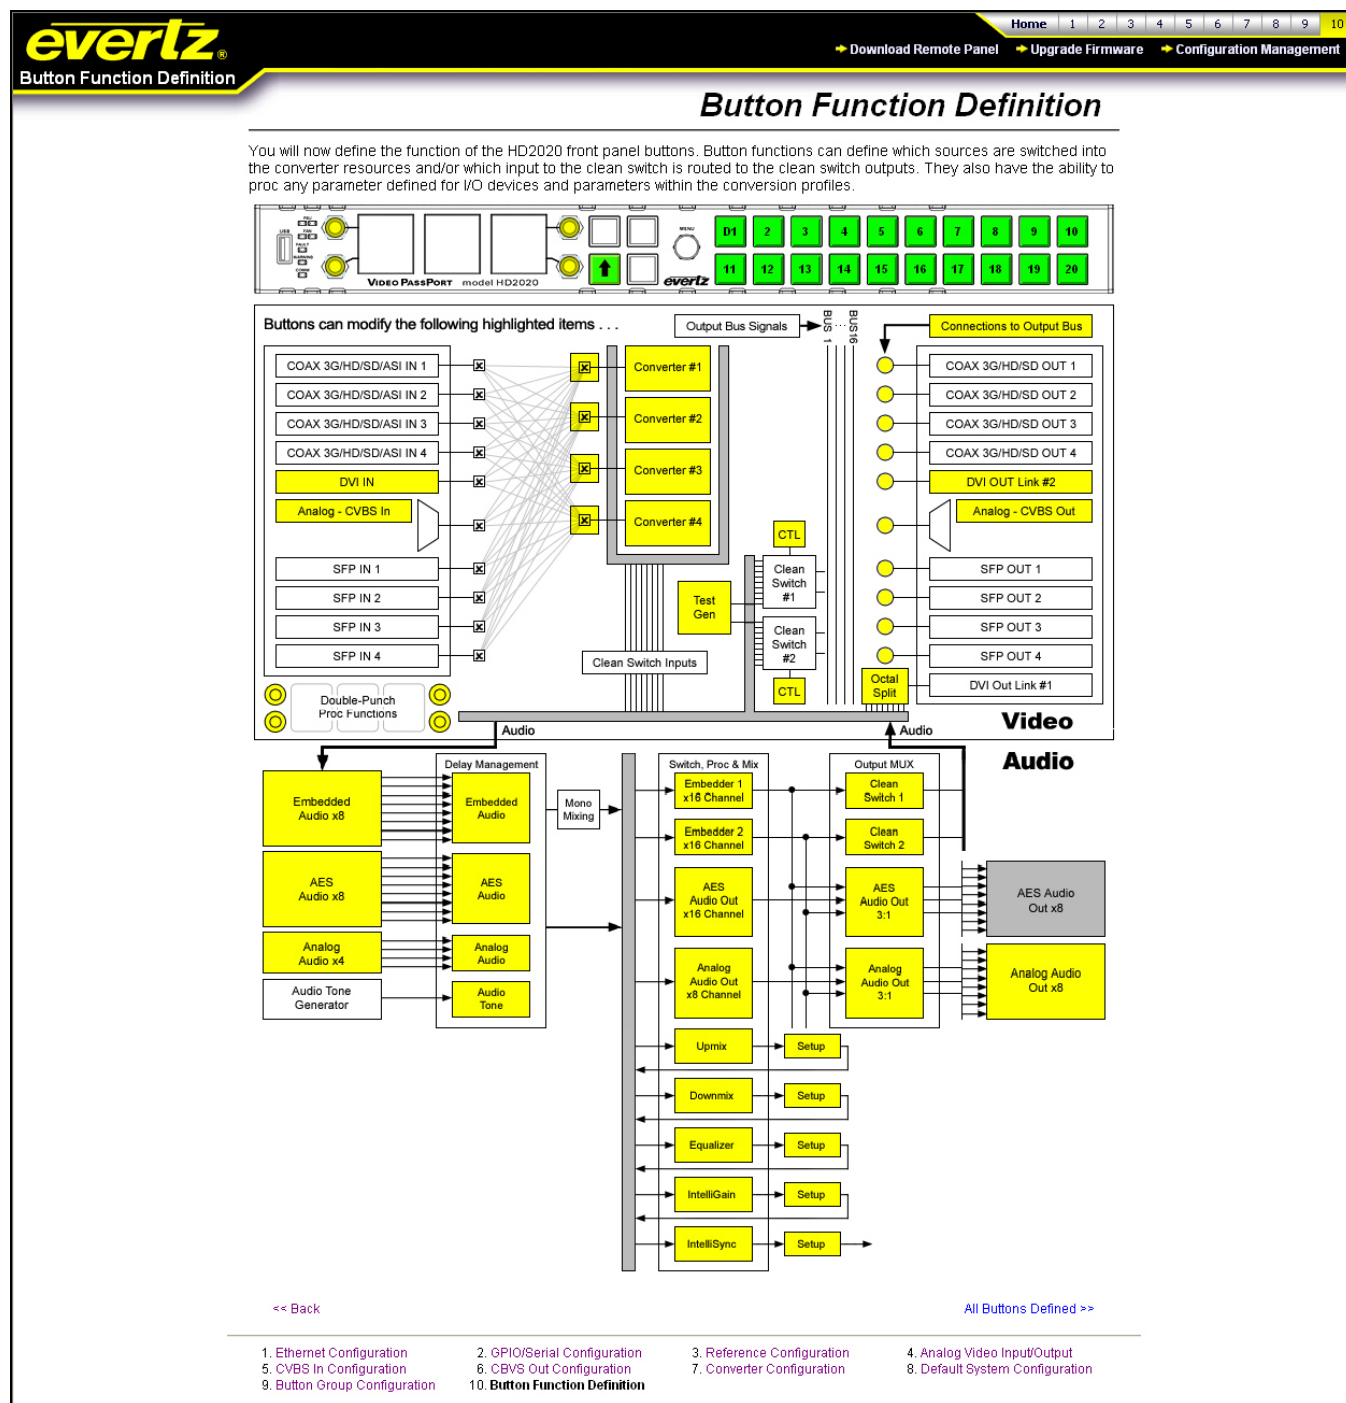 evertz®
Button Function Definition
Home 1 2 3 4 5 6 7 8 9 10
Download Remote Panel Upgrade Firmware Configuration Management
Button Function Definition
You will now define the function of the HD2020 front panel buttons. Button functions can define which sources are switched into
the converter resources and/or which input to the clean switch is routed to the clean switch outputs. They also have the ability to
proc any parameter defined for I/O devices and parameters within the conversion profiles.
USB
PSU
FAN
FAULT
WARNING
COMM
VIDEO PASSPORT model HD2020
MENU
evertz
D1 2 3 4 5 6 7 8 9 10
11 12 13 14 15 16 17 18 19 20
Buttons can modify the following highlighted items . . .
Output Bus Signals
BUS 1 ... BUS16
Connections to Output Bus
COAX 3G/HD/SD/ASI IN 1
COAX 3G/HD/SD/ASI IN 2
COAX 3G/HD/SD/ASI IN 3
COAX 3G/HD/SD/ASI IN 4
DVI IN
Analog - CVBS In
SFP IN 1
SFP IN 2
SFP IN 3
SFP IN 4
Double-Punch
Proc Functions
Converter #1
Converter #2
Converter #3
Converter #4
Clean Switch Inputs
Test
Gen
CTL
Clean
Switch
#1
Clean
Switch
#2
CTL
Octal
Split
COAX 3G/HD/SD OUT 1
COAX 3G/HD/SD OUT 2
COAX 3G/HD/SD OUT 3
COAX 3G/HD/SD OUT 4
DVI OUT Link #2
Analog - CVBS Out
SFP OUT 1
SFP OUT 2
SFP OUT 3
SFP OUT 4
DVI Out Link #1
Video
Audio
Audio
Audio
Embedded
Audio x8
AES
Audio x8
Analog
Audio x4
Audio Tone
Generator
Delay Management
Embedded
Audio
AES
Audio
Analog
Audio
Audio
Tone
Mono
Mixing
Switch, Proc & Mix
Embedder 1
x16 Channel
Embedder 2
x16 Channel
AES
Audio Out
x16 Channel
Analog
Audio Out
x8 Channel
Upmix
Downmix
Equalizer
IntelliGain
IntelliSync
Setup
Setup
Setup
Setup
Setup
Output MUX
Clean
Switch 1
Clean
Switch 2
AES
Audio Out
3:1
Analog
Audio Out
3:1
AES Audio
Out x8
Analog Audio
Out x8
<< Back
All Buttons Defined >>
1. Ethernet Configuration 2. GPIO/Serial Configuration 3. Reference Configuration 4. Analog Video Input/Output
5. CVBS In Configuration 6. CBVS Out Configuration 7. Converter Configuration 8. Default System Configuration
9. Button Group Configuration 10. Button Function Definition